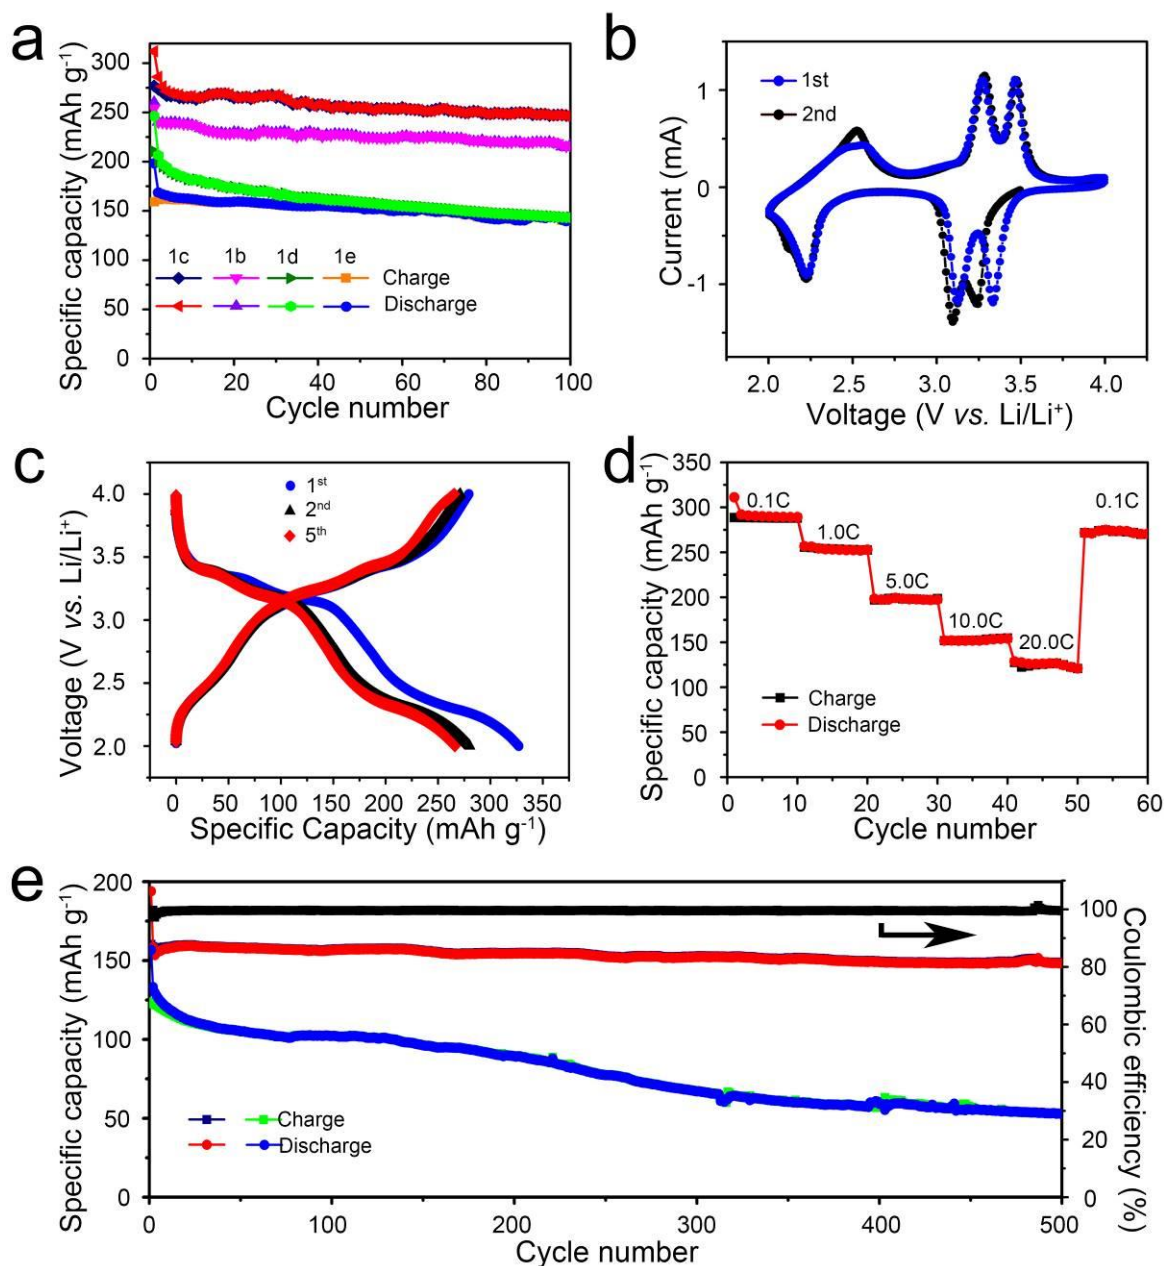 a
300
250
200
150
100
50
0
Specific capacity (mAh g⁻¹)
1c 1b 1d 1e
Charge
Discharge
0 20 40 60 80 100
Cycle number
b
1st
2nd
1
0
-1
Current (mA)
2.0 2.5 3.0 3.5 4.0
Voltage (V vs. Li/Li⁺)
c
1st
2nd
5th
4.0
3.0
2.0
Voltage (V vs. Li/Li⁺)
0 50 100 150 200 250 300 350
Specific Capacity (mAh g⁻¹)
d
350
300
250
200
150
100
50
0
Specific capacity (mAh g⁻¹)
0.1C
1.0C
5.0C
10.0C
20.0C
0.1C
Charge
Discharge
0 10 20 30 40 50 60
Cycle number
e
200
150
100
50
0
Specific capacity (mAh g⁻¹)
Charge
Discharge
100
80
60
40
20
0
Coulombic efficiency (%)
0 100 200 300 400 500
Cycle number